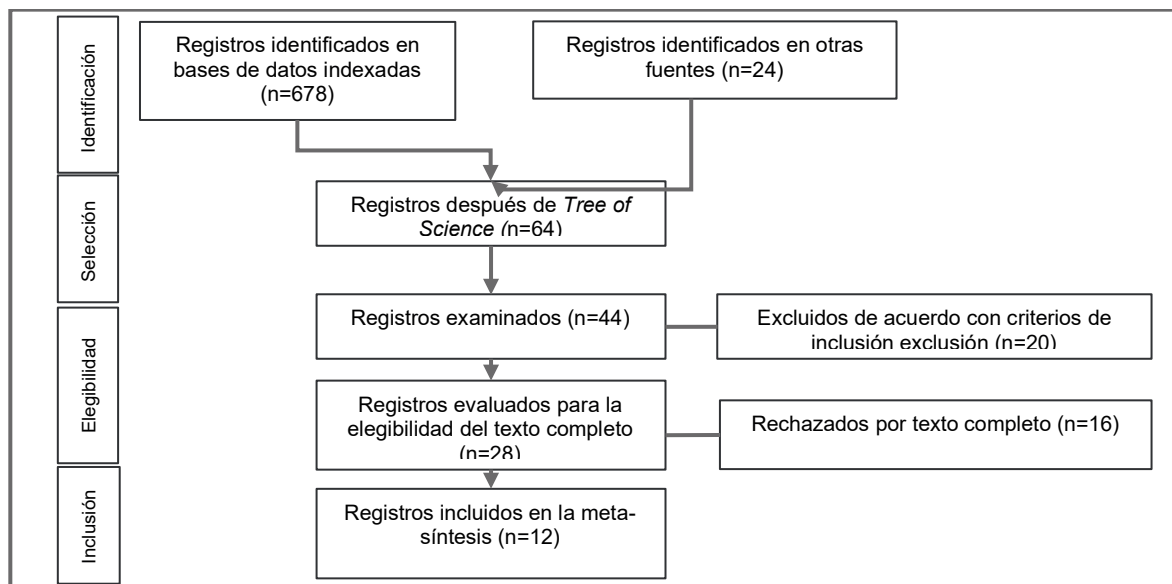 Identificación
Registros identificados en
bases de datos indexadas
(n=678)
Registros identificados en otras
fuentes (n=24)
Selección
Registros después de Tree of
Science (n=64)
Elegibilidad
Registros examinados (n=44)
Excluidos de acuerdo con criterios de
inclusión exclusión (n=20)
Registros evaluados para la
elegibilidad del texto completo
(n=28)
Rechazados por texto completo (n=16)
Inclusión
Registros incluidos en la meta-
síntesis (n=12)